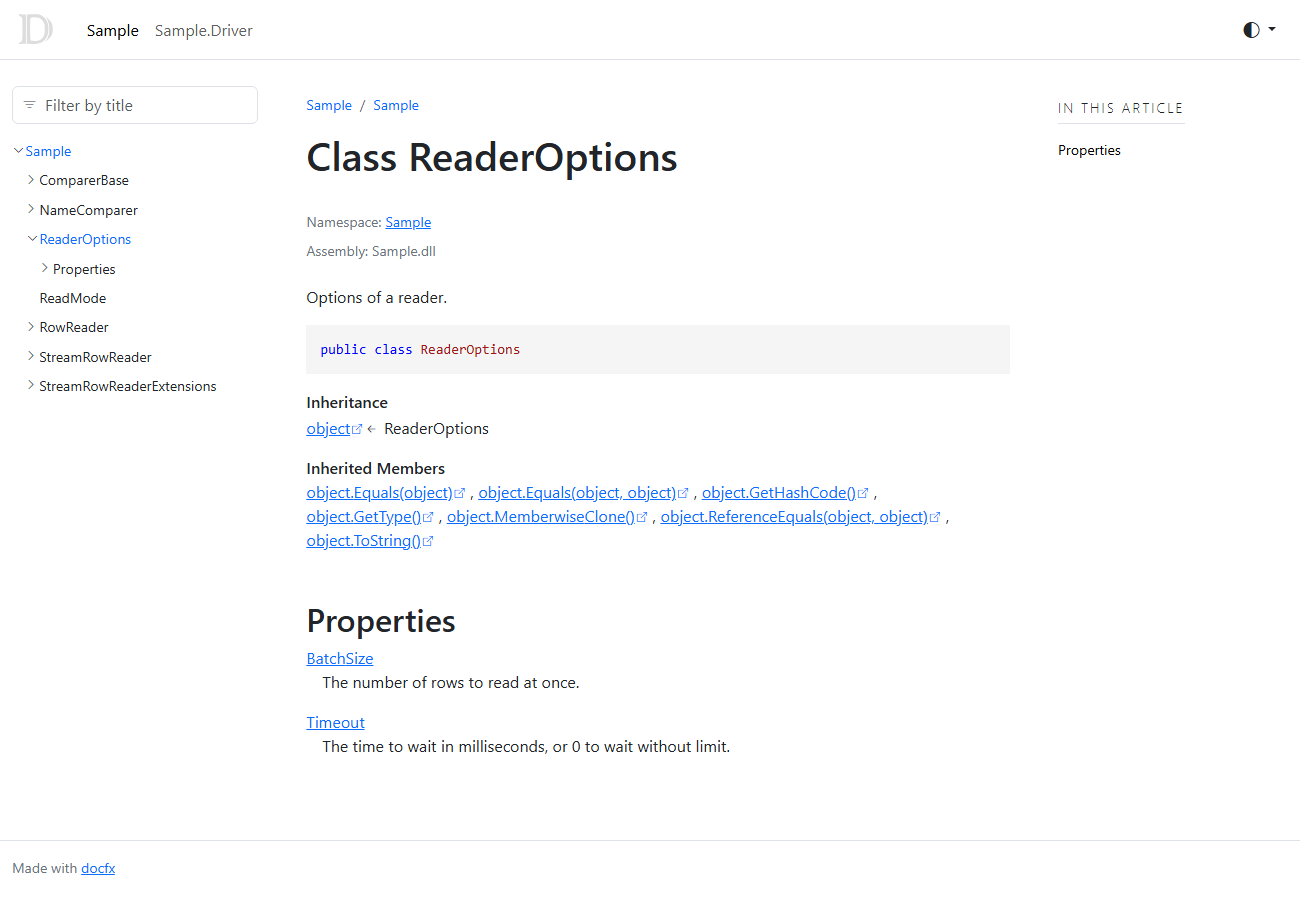 Sample Sample.Driver
Filter by title
Sample
ComparerBase
NameComparer
ReaderOptions
Properties
ReadMode
RowReader
StreamRowReader
StreamRowReaderExtensions
Sample / Sample
Class ReaderOptions
Namespace: Sample
Assembly: Sample.dll
Options of a reader.
public class ReaderOptions
Inheritance
object ← ReaderOptions
Inherited Members
object.Equals(object) , object.Equals(object, object) , object.GetHashCode() ,
object.GetType() , object.MemberwiseClone() , object.ReferenceEquals(object, object) ,
object.ToString()
Properties
BatchSize
The number of rows to read at once.
Timeout
The time to wait in milliseconds, or 0 to wait without limit.
IN THIS ARTICLE
Properties
Made with docfx